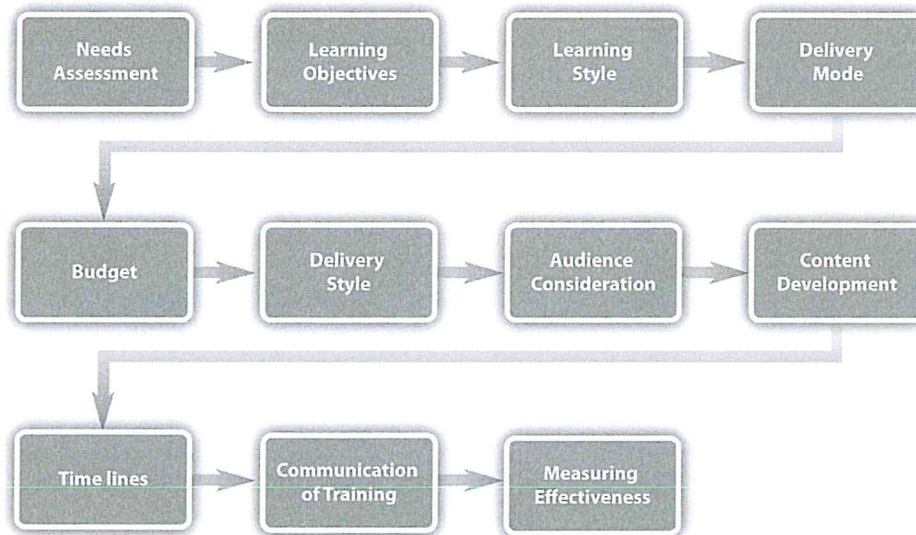 Needs
Assessment
Learning
Objectives
Learning
Style
Delivery
Mode
Budget
Delivery
Style
Audience
Consideration
Content
Development
Time lines
Communication
of Training
Measuring
Effectiveness